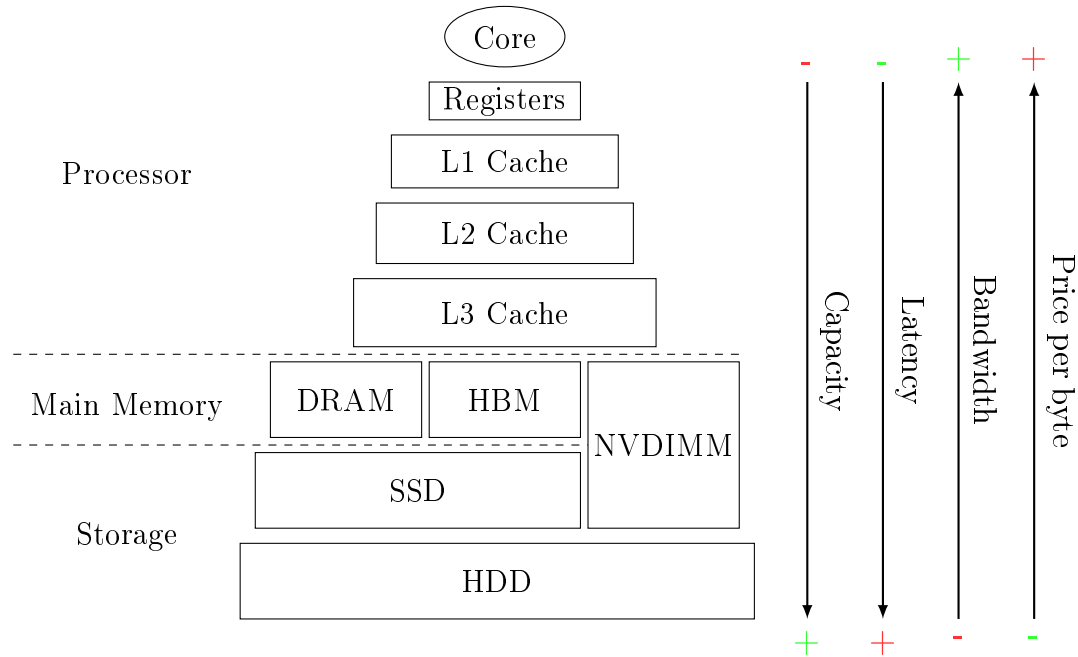 Core
Registers
L1 Cache
L2 Cache
L3 Cache
Processor
DRAM
HBM
NVDIMM
Main Memory
SSD
Storage
HDD
-
-
+
+
Capacity
Latency
Bandwidth
Price per byte
+
+
-
-